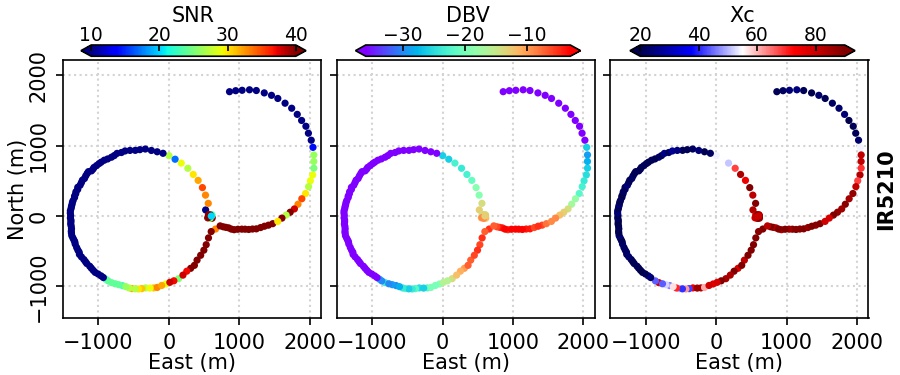 SNR
DBV
Xc
10 20 30 40
−30 −20 −10
20 40 60 80
2000
1000
0
−1000
North (m)
−1000 0 1000 2000
−1000 0 1000 2000
−1000 0 1000 2000
East (m)
East (m)
East (m)
IR5210